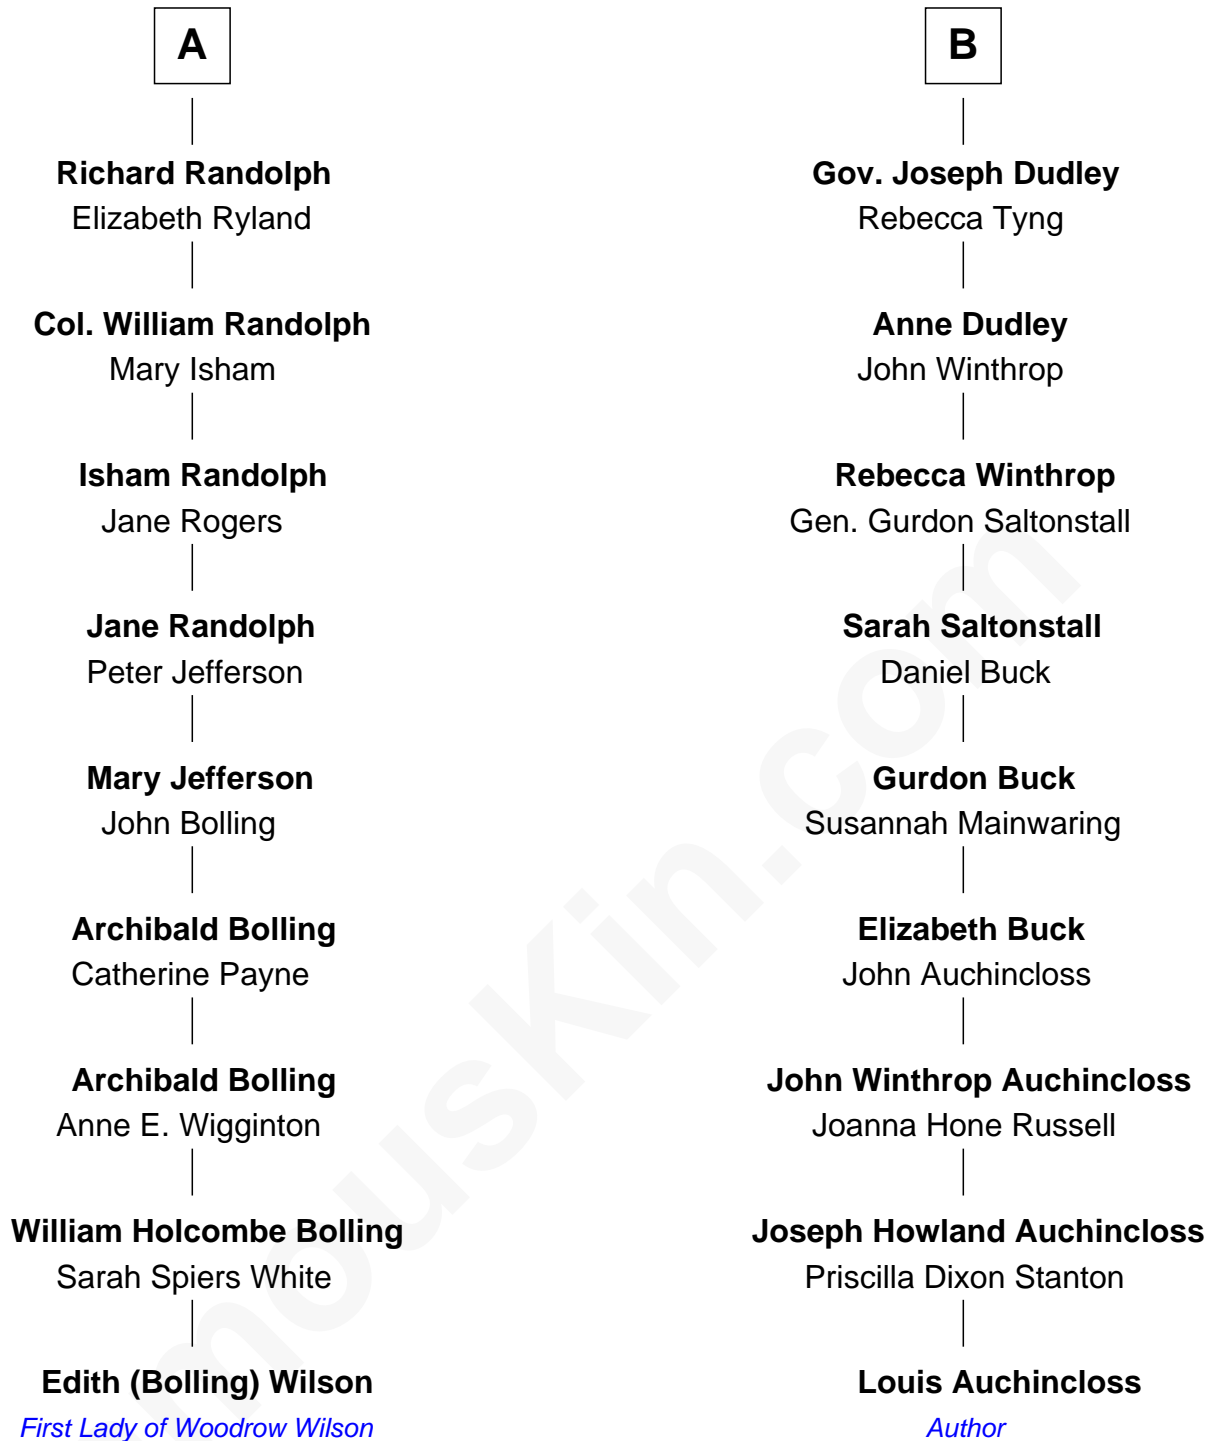 A
Richard Randolph
Elizabeth Ryland
Col. William Randolph
Mary Isham
Isham Randolph
Jane Rogers
Jane Randolph
Peter Jefferson
Mary Jefferson
John Bolling
Archibald Bolling
Catherine Payne
Archibald Bolling
Anne E. Wigginton
William Holcombe Bolling
Sarah Spiers White
Edith (Bolling) Wilson
First Lady of Woodrow Wilson
B
Gov. Joseph Dudley
Rebecca Tyng
Anne Dudley
John Winthrop
Rebecca Winthrop
Gen. Gurdon Saltonstall
Sarah Saltonstall
Daniel Buck
Gurdon Buck
Susannah Mainwaring
Elizabeth Buck
John Auchincloss
John Winthrop Auchincloss
Joanna Hone Russell
Joseph Howland Auchincloss
Priscilla Dixon Stanton
Louis Auchincloss
Author
mousKin.com